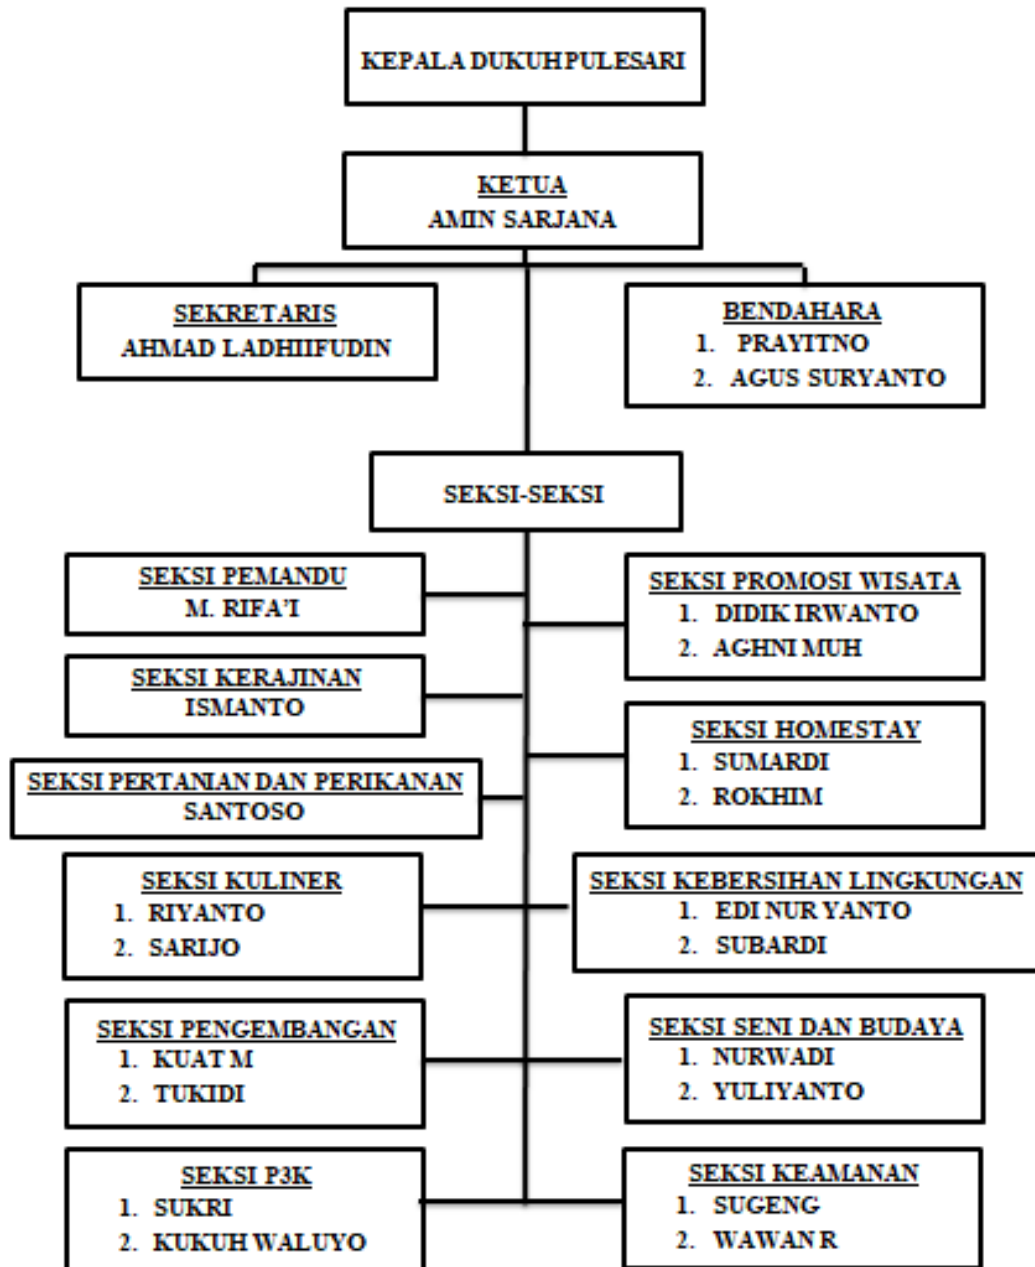 KEPALA DUKUH PULESARI
KETUA
AMIN SARJANA
SEKRETARIS
AHMAD LADHIIFUDIN
BENDAHARA
1. PRAYITNO
2. AGUS SURYANTO
SEKSI-SEKSI
SEKSI PEMANDU
M. RIFA'I
SEKSI PROMOSI WISATA
1. DIDIK IRWANTO
2. AGHNI MUH
SEKSI KERAJINAN
ISMANTO
SEKSI HOMESTAY
1. SUMARDI
2. ROKHIM
SEKSI PERTANIAN DAN PERIKANAN
SANTOSO
SEKSI KULINER
1. RIYANTO
2. SARIJO
SEKSI KEBERSIHAN LINGKUNGAN
1. EDI NUR YANTO
2. SUBARDI
SEKSI PENGEMBANGAN
1. KUAT M
2. TUKIDI
SEKSI SENI DAN BUDAYA
1. NURWADI
2. YULIYANTO
SEKSI P3K
1. SUKRI
2. KUKUH WALUYO
SEKSI KEAMANAN
1. SUGENG
2. WAWAN R